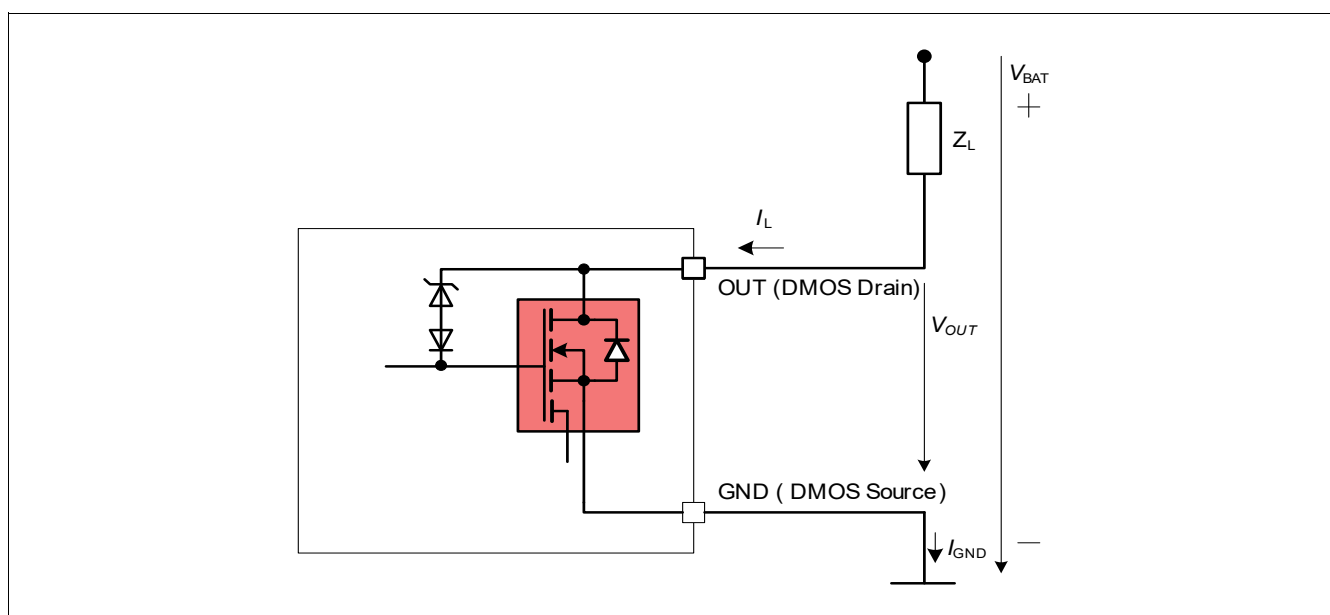 V_BAT
+
Z_L
I_L
OUT (DMOS Drain)
V_OUT
GND ( DMOS Source)
I_GND
—